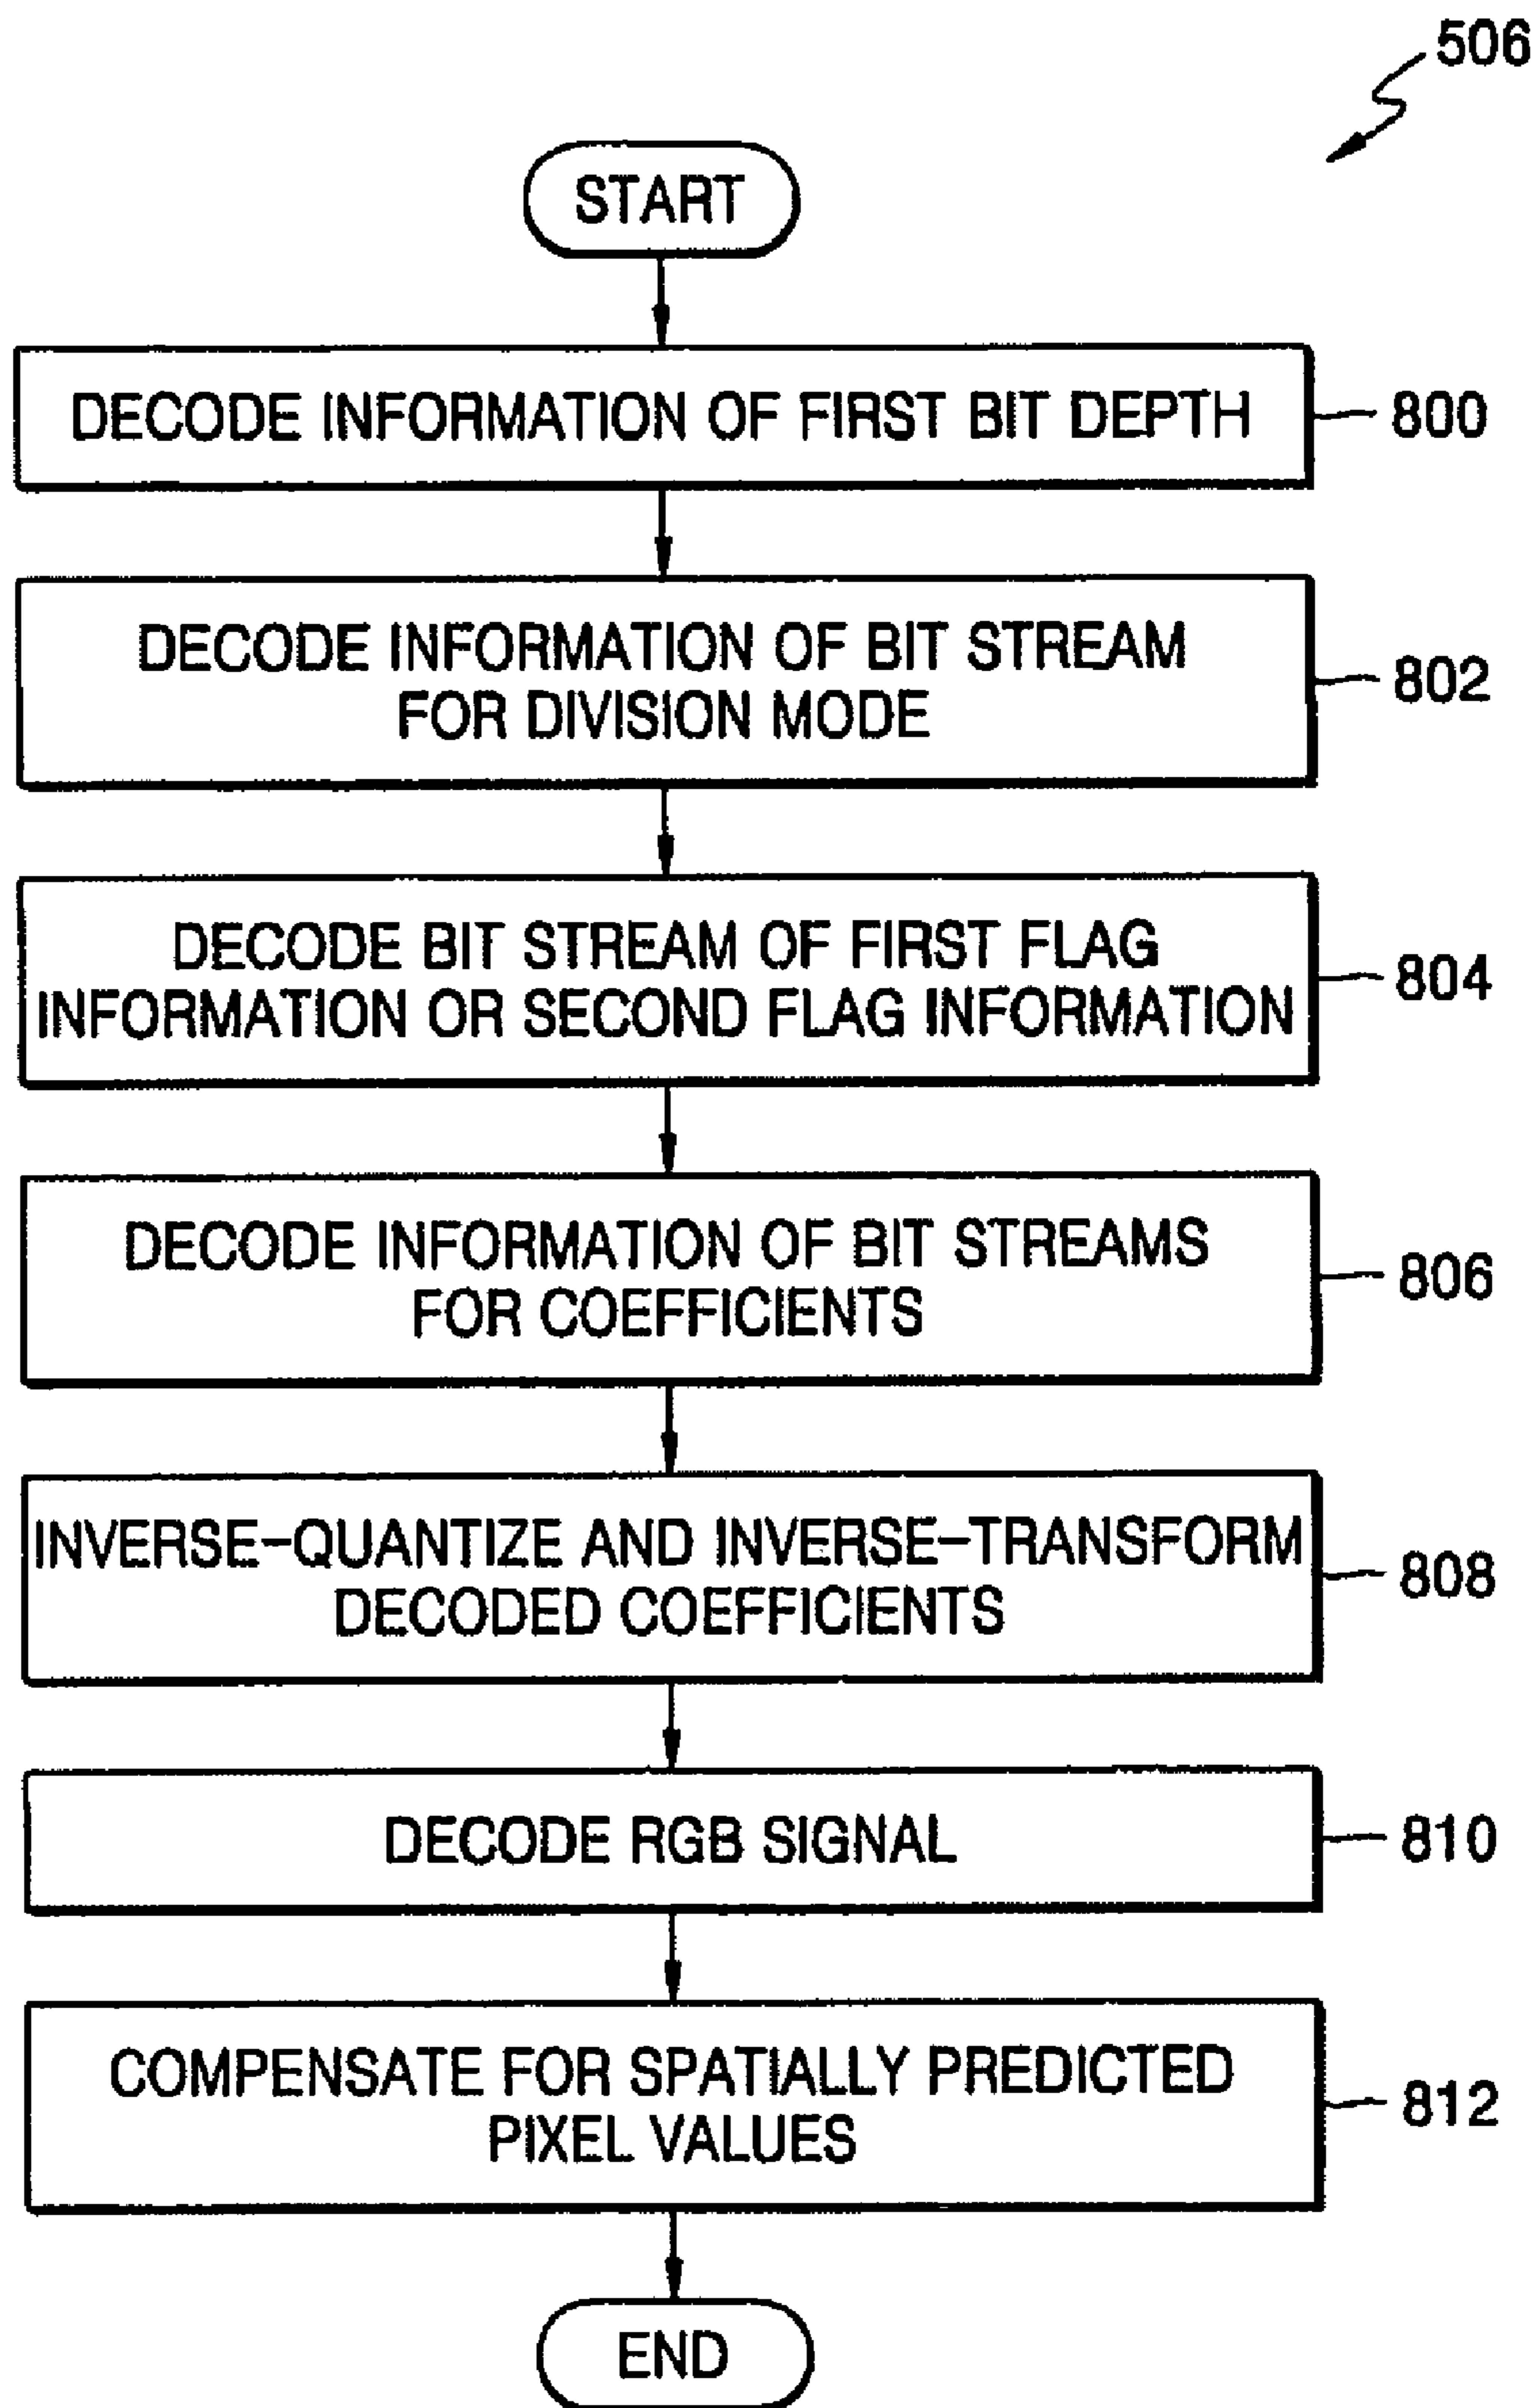 506
START
DECODE INFORMATION OF FIRST BIT DEPTH
800
DECODE INFORMATION OF BIT STREAM
FOR DIVISION MODE
802
DECODE BIT STREAM OF FIRST FLAG
INFORMATION OR SECOND FLAG INFORMATION
804
DECODE INFORMATION OF BIT STREAMS
FOR COEFFICIENTS
806
INVERSE-QUANTIZE AND INVERSE-TRANSFORM
DECODED COEFFICIENTS
808
DECODE RGB SIGNAL
810
COMPENSATE FOR SPATIALLY PREDICTED
PIXEL VALUES
812
END